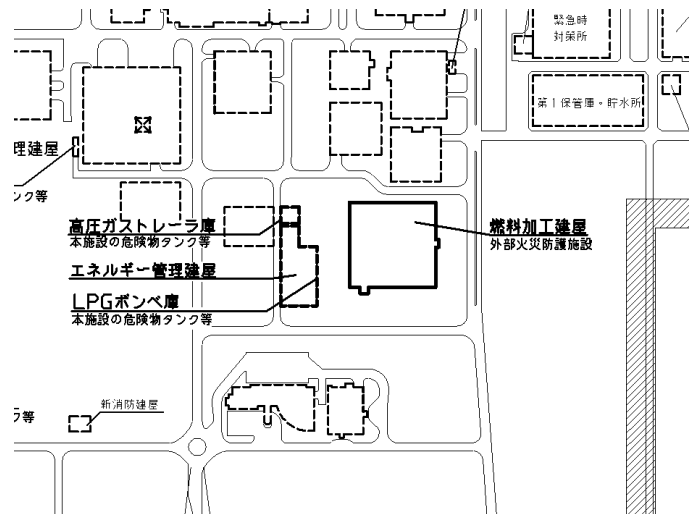 緊急時
対策所
第1保管庫・貯水所
理建屋
ンク等
高圧ガストレーラ庫
本施設の危険物タンク等
燃料加工建屋
外部火災防護施設
エネルギー管理建屋
LPGボンベ庫
本施設の危険物タンク等
新消防建屋
ク等